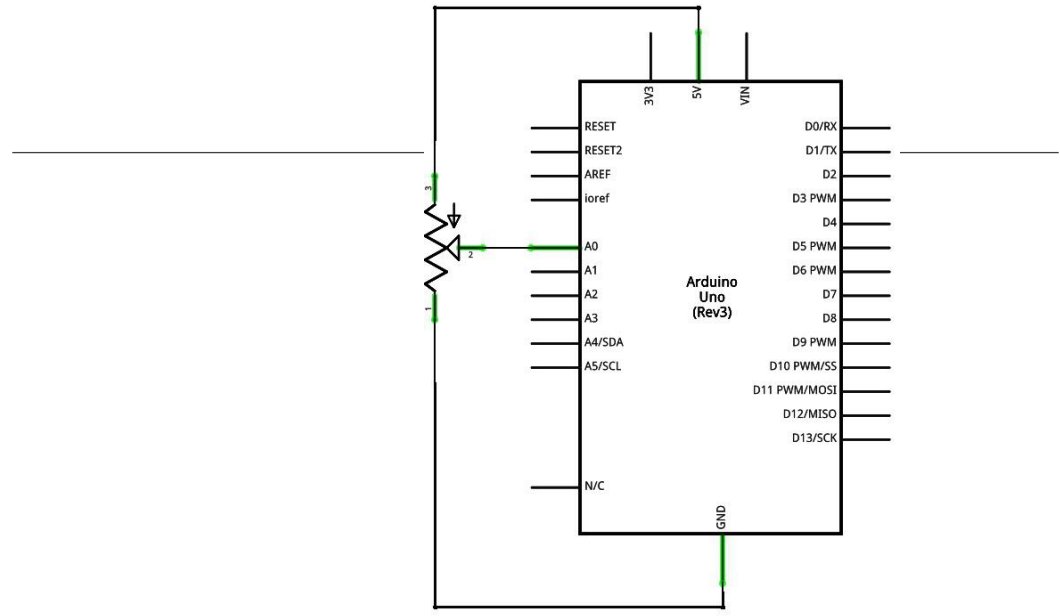 3V3
5V
VIN
RESET
RESET2
AREF
ioref
A0
A1
A2
A3
A4/SDA
A5/SCL
N/C
D0/RX
D1/TX
D2
D3 PWM
D4
D5 PWM
D6 PWM
D7
D8
D9 PWM
D10 PWM/SS
D11 PWM/MOSI
D12/MISO
D13/SCK
Arduino
Uno
(Rev3)
GND
3
2
1